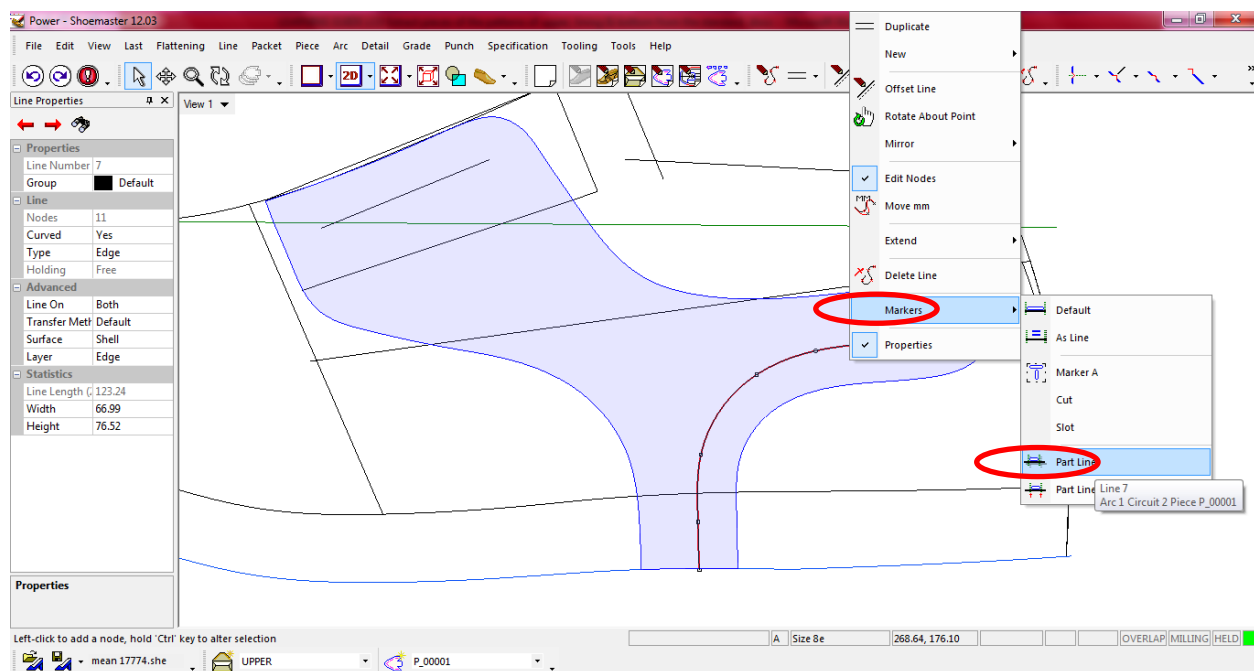 Power - Shoemaster 12.03
File Edit View Last Flattening Line Packet Piece Arc Detail Grade Punch Specification Tooling Tools Help
2D
Line Properties
View 1
Properties
Line Number 7
Group Default
Line
Nodes 11
Curved Yes
Type Edge
Holding Free
Advanced
Line On Both
Transfer Meth Default
Surface Shell
Layer Edge
Statistics
Line Length (. 123.24
Width 66.99
Height 76.52
Duplicate
New
Offset Line
Rotate About Point
Mirror
Edit Nodes
Move mm
Extend
Delete Line
Markers
Properties
Default
As Line
Marker A
Cut
Slot
Part Line
Part Line
Line 7
Arc 1 Circuit 2 Piece P_00001
Properties
Left-click to add a node, hold 'Ctrl' key to alter selection
A Size 8e 268.64, 176.10 OVERLAP MILLING HELD
mean 17774.she UPPER P_00001